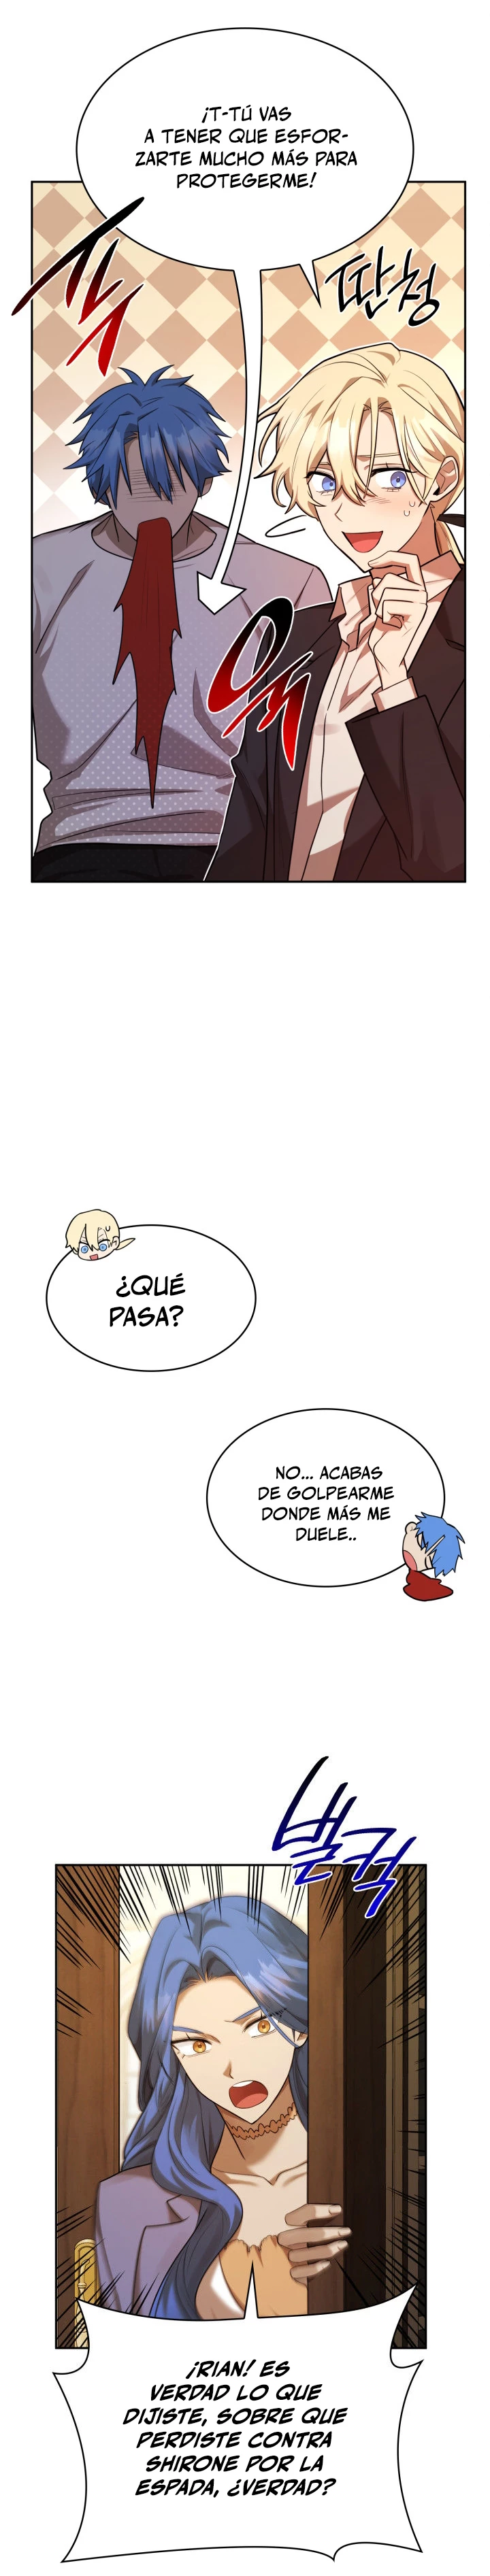 ¡T-TÚ VAS
A TENER QUE ESFOR-
ZARTE MUCHO MÁS PARA
PROTEGERME!
딴청
¿QUÉ
PASA?
NO... ACABAS
DE GOLPEARME
DONDE MÁS ME
DUELE..
벌컥
¡RIAN! ES
VERDAD LO QUE
DIJISTE, SOBRE QUE
PERDISTE CONTRA
SHIRONE POR LA
ESPADA, ¿VERDAD?